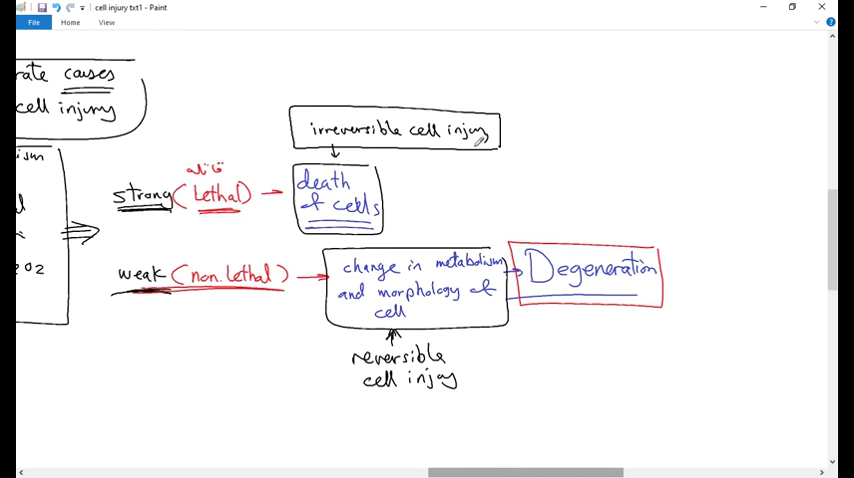 cell injury txt1 - Paint
File Home View
rate causes
cell injury
irreversible cell injury
strong (Lethal)
death
of cells
weak (non.Lethal)
change in metabolism
and morphology of
cell
Degeneration
reversible
cell injay